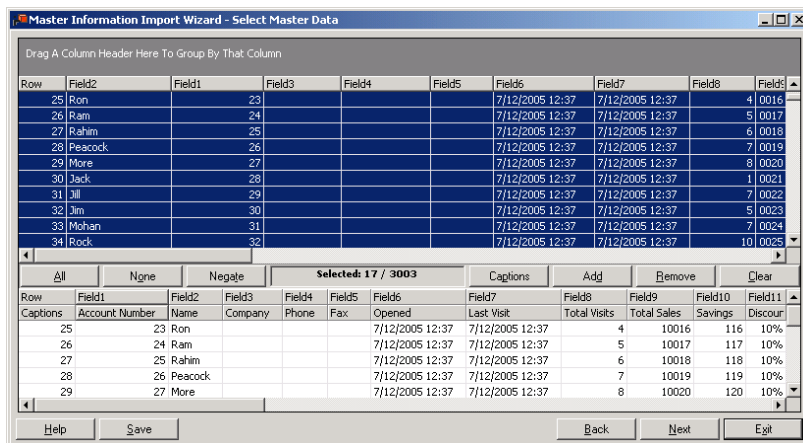 Master Information Import Wizard - Select Master Data
Drag A Column Header Here To Group By That Column
Row Field2 Field1 Field3 Field4 Field5 Field6 Field7 Field8 Field9
25 Ron 23 7/12/2005 12:37 7/12/2005 12:37 4 0016
26 Ram 24 7/12/2005 12:37 7/12/2005 12:37 5 0017
27 Rahim 25 7/12/2005 12:37 7/12/2005 12:37 6 0018
28 Peacock 26 7/12/2005 12:37 7/12/2005 12:37 7 0019
29 More 27 7/12/2005 12:37 7/12/2005 12:37 8 0020
30 Jack 28 7/12/2005 12:37 7/12/2005 12:37 1 0021
31 Jill 29 7/12/2005 12:37 7/12/2005 12:37 7 0022
32 Jim 30 7/12/2005 12:37 7/12/2005 12:37 5 0023
33 Mohan 31 7/12/2005 12:37 7/12/2005 12:37 7 0024
34 Rock 32 7/12/2005 12:37 7/12/2005 12:37 10 0025
All None Negate Selected: 17 / 3003 Captions Add Remove Clear
Row Field1 Field2 Field3 Field4 Field5 Field6 Field7 Field8 Field9 Field10 Field11
Captions Account Number Name Company Phone Fax Opened Last Visit Total Visits Total Sales Savings Discour
25 23 Ron 7/12/2005 12:37 7/12/2005 12:37 4 10016 116 10%
26 24 Ram 7/12/2005 12:37 7/12/2005 12:37 5 10017 117 10%
27 25 Rahim 7/12/2005 12:37 7/12/2005 12:37 6 10018 118 10%
28 26 Peacock 7/12/2005 12:37 7/12/2005 12:37 7 10019 119 10%
29 27 More 7/12/2005 12:37 7/12/2005 12:37 8 10020 120 10%
Help Save Back Next Exit